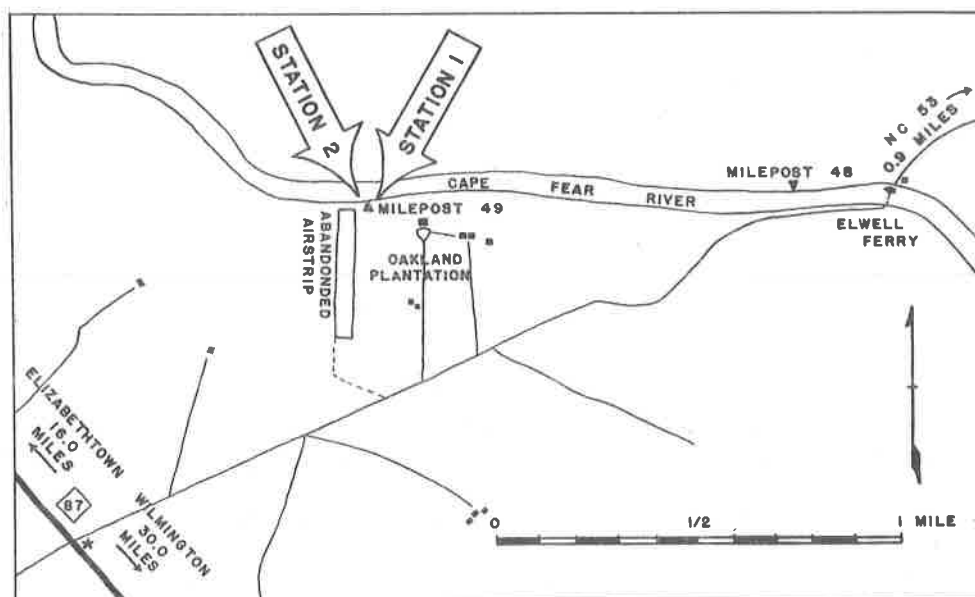 STATION 2
STATION 1
NC 53
0.9 MILES
CAPE FEAR RIVER
MILEPOST 48
MILEPOST 49
ELWELL
FERRY
ABANDONDED
AIRSTRIP
OAKLAND
PLANTATION
ELIZABETHTOWN
16.0
MILES
87
WILMINGTON
30.0
MILES
0 1/2 1 MILE